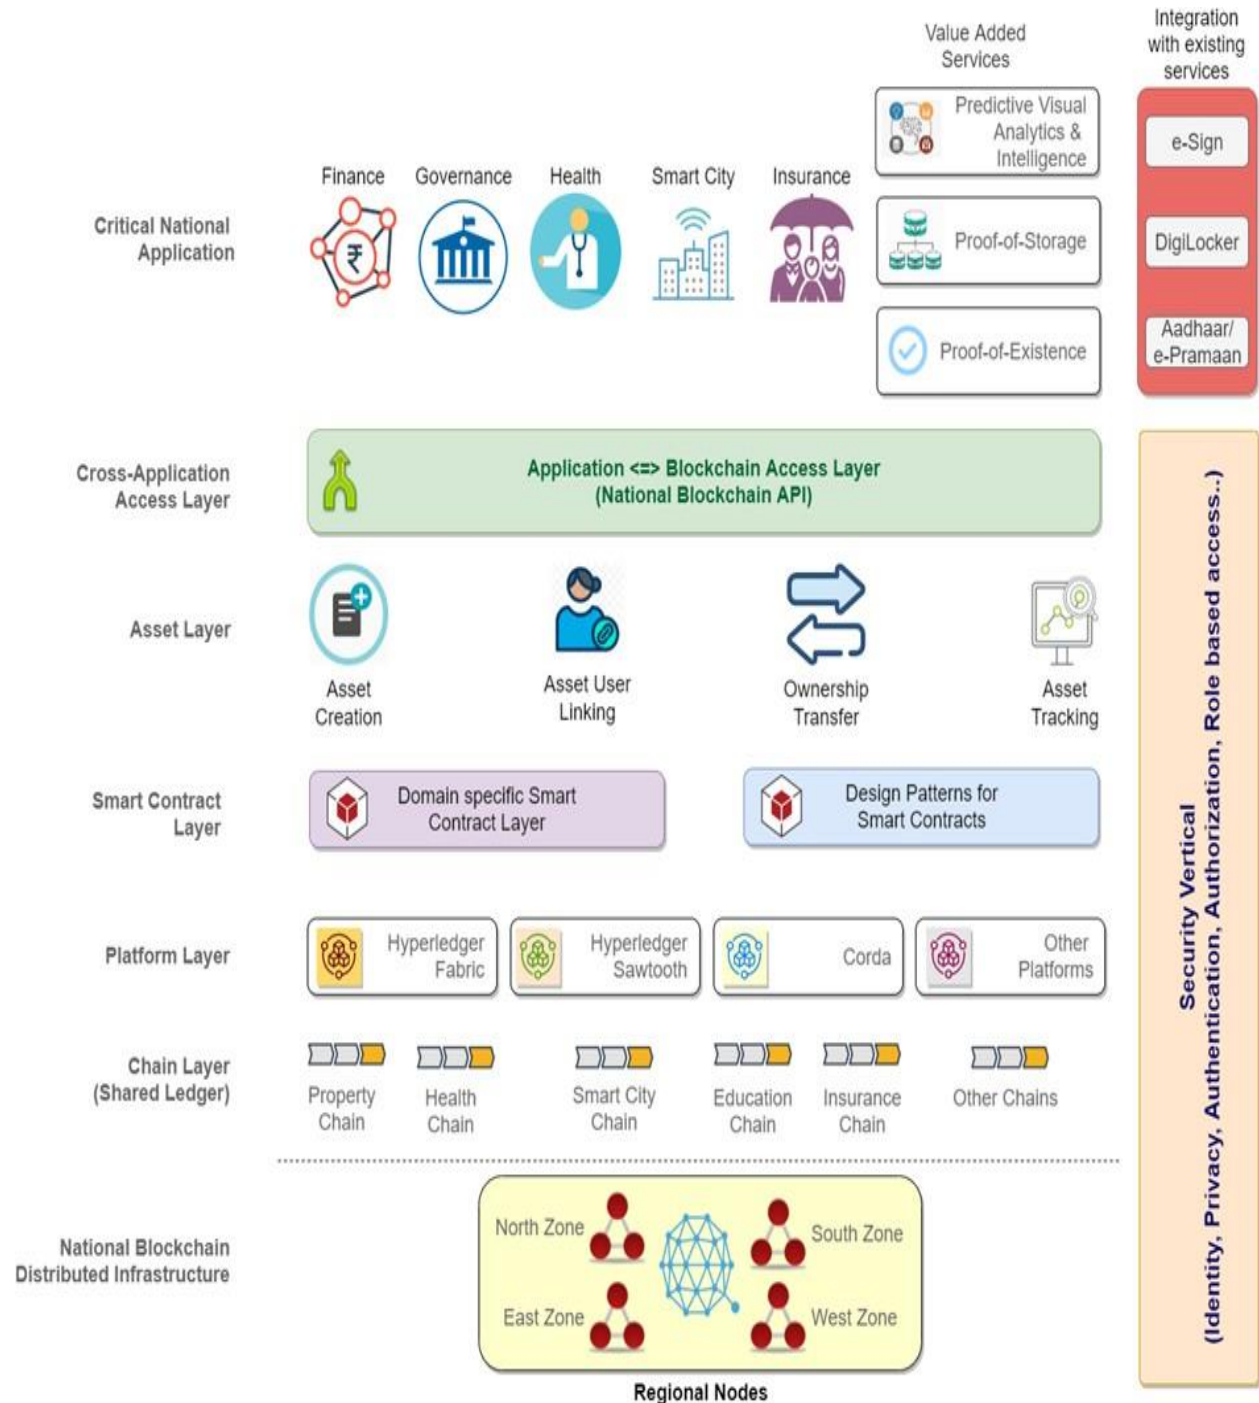 Value Added
Services
Integration
with existing
services
Critical National
Application
Finance
Governance
Health
Smart City
Insurance
Predictive Visual
Analytics &
Intelligence
Proof-of-Storage
Proof-of-Existence
e-Sign
DigiLocker
Aadhaar/
e-Pramaan
Cross-Application
Access Layer
Application <=> Blockchain Access Layer
(National Blockchain API)
Asset Layer
Asset
Creation
Asset User
Linking
Ownership
Transfer
Asset
Tracking
Smart Contract
Layer
Domain specific Smart
Contract Layer
Design Patterns for
Smart Contracts
Platform Layer
Hyperledger
Fabric
Hyperledger
Sawtooth
Corda
Other
Platforms
Chain Layer
(Shared Ledger)
Property
Chain
Health
Chain
Smart City
Chain
Education
Chain
Insurance
Chain
Other Chains
National Blockchain
Distributed Infrastructure
North Zone
South Zone
East Zone
West Zone
Regional Nodes
Security Vertical
(Identity, Privacy, Authentication, Authorization, Role based access..)